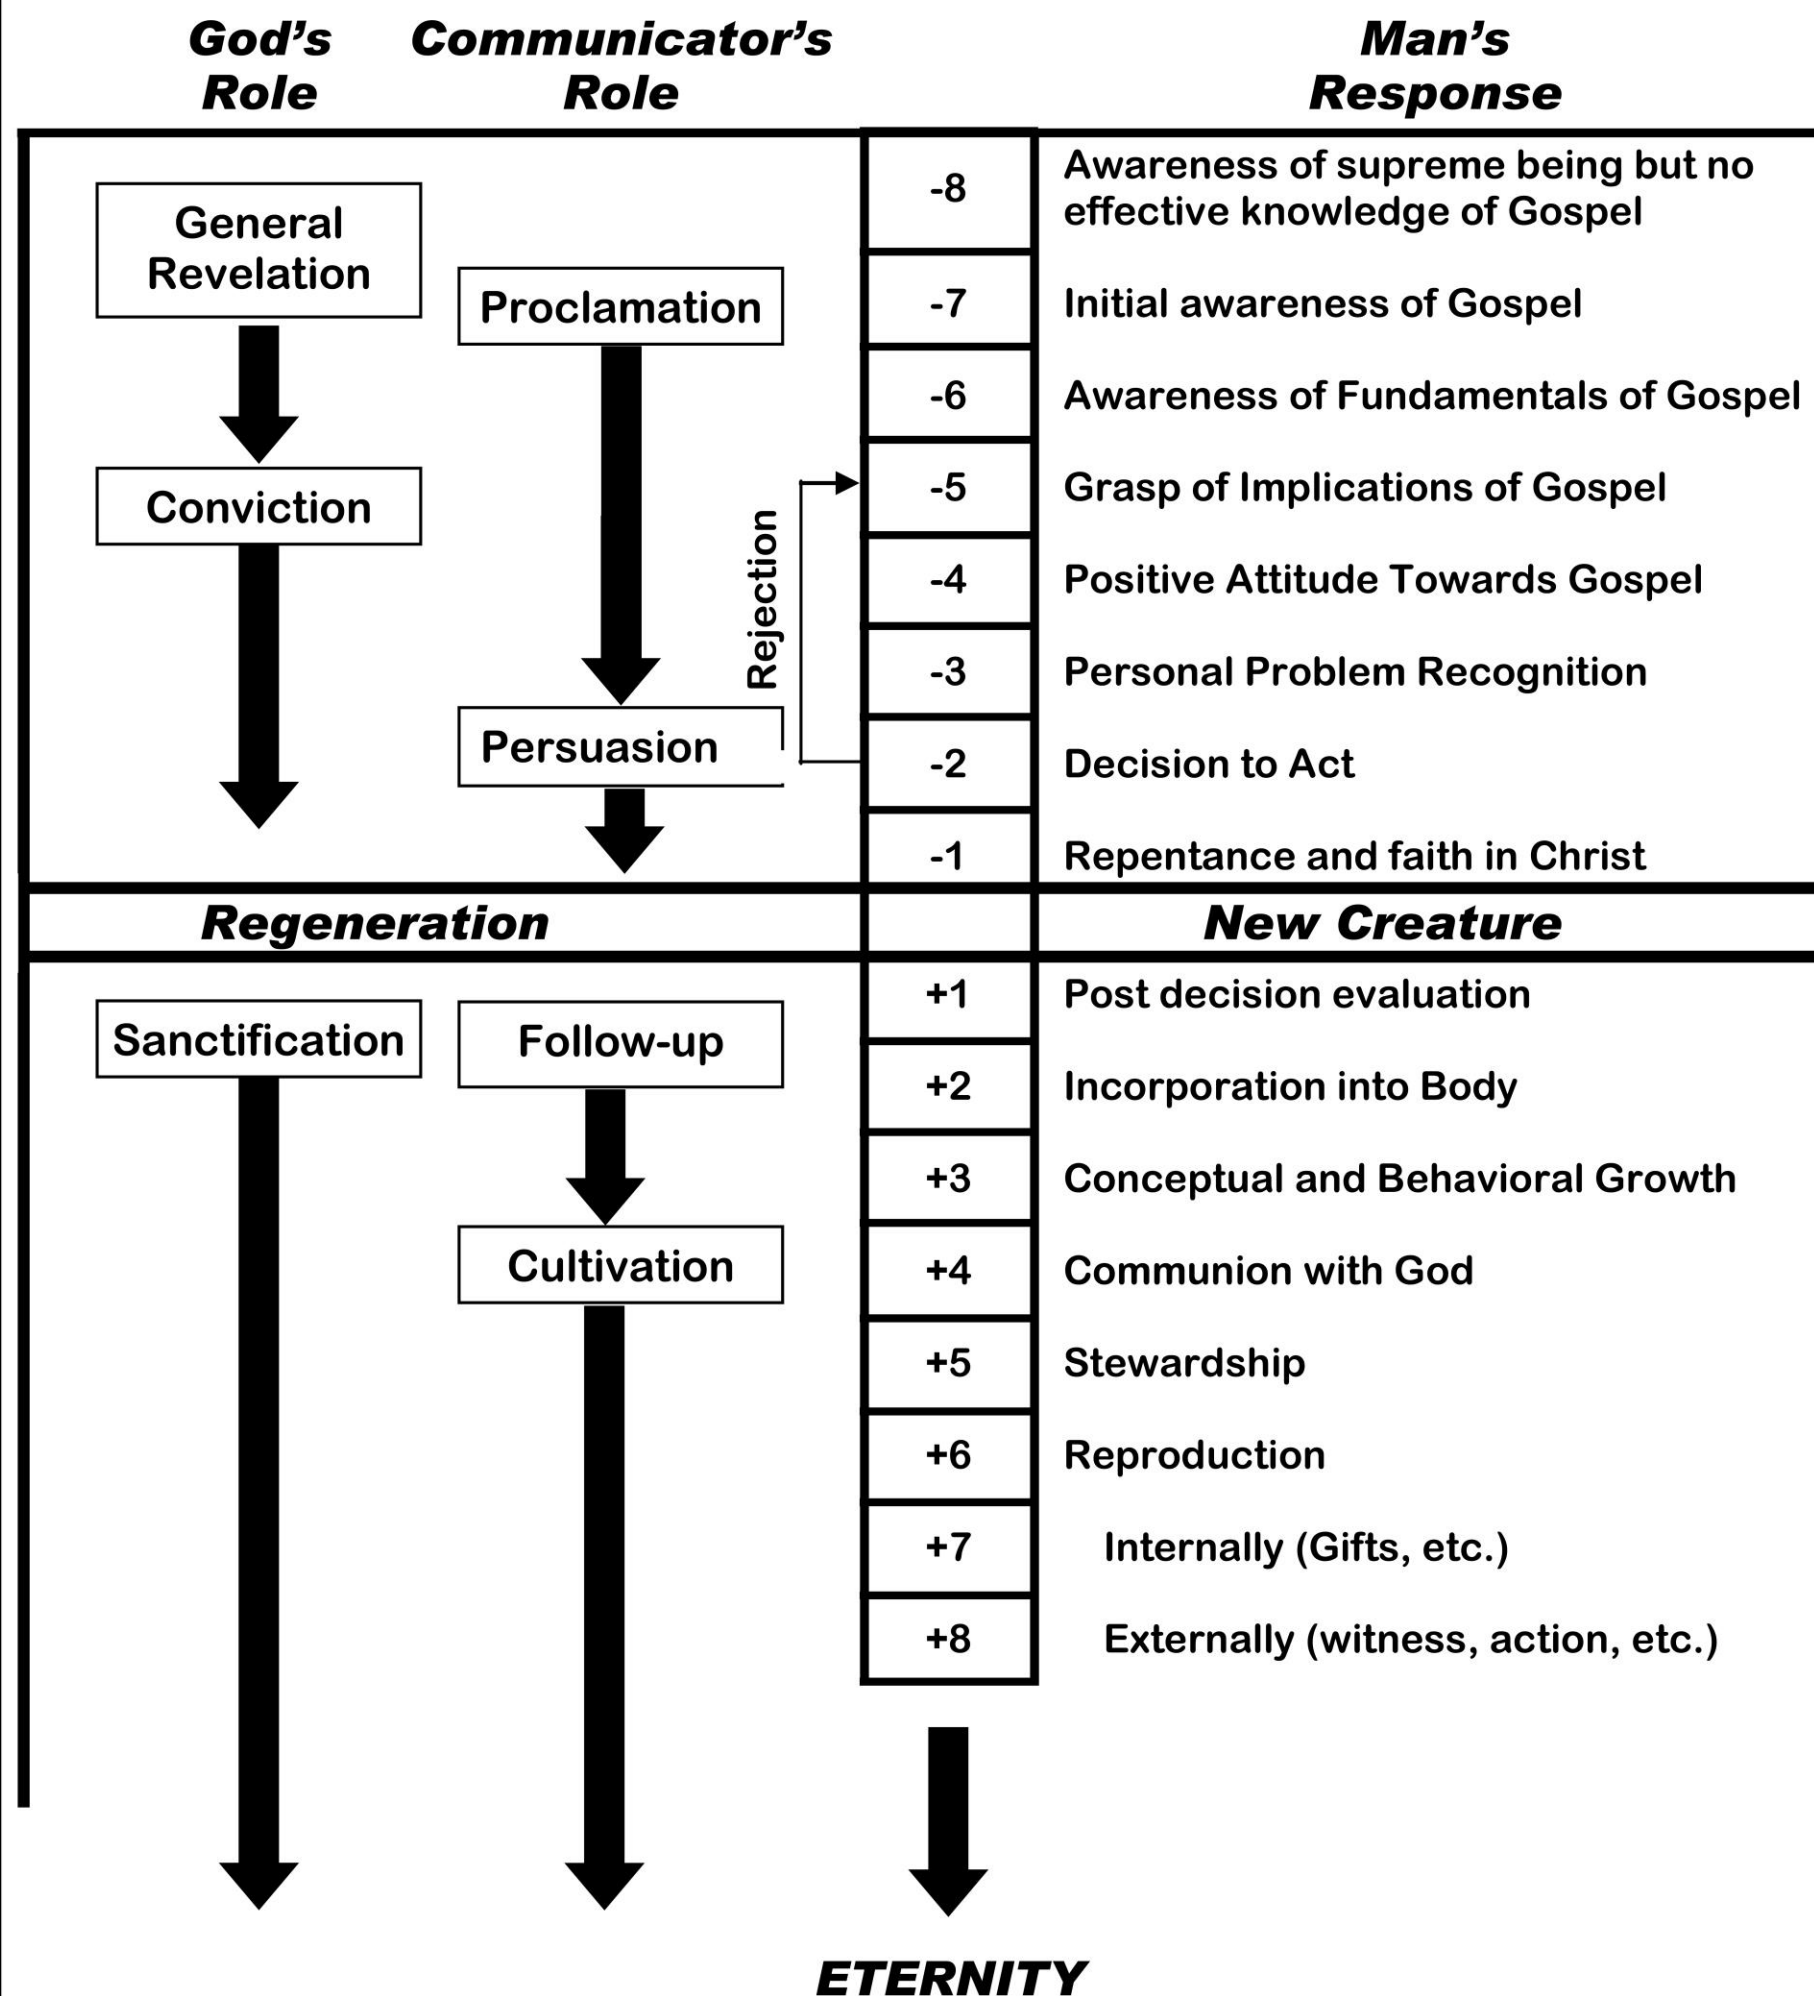 God's
Role
Communicator's
Role
Man's
Response
General
Revelation
Conviction
Proclamation
Persuasion
Rejection
-8 Awareness of supreme being but no
effective knowledge of Gospel
-7 Initial awareness of Gospel
-6 Awareness of Fundamentals of Gospel
-5 Grasp of Implications of Gospel
-4 Positive Attitude Towards Gospel
-3 Personal Problem Recognition
-2 Decision to Act
-1 Repentance and faith in Christ
Regeneration
New Creature
Sanctification
Follow-up
Cultivation
+1 Post decision evaluation
+2 Incorporation into Body
+3 Conceptual and Behavioral Growth
+4 Communion with God
+5 Stewardship
+6 Reproduction
+7 Internally (Gifts, etc.)
+8 Externally (witness, action, etc.)
ETERNITY